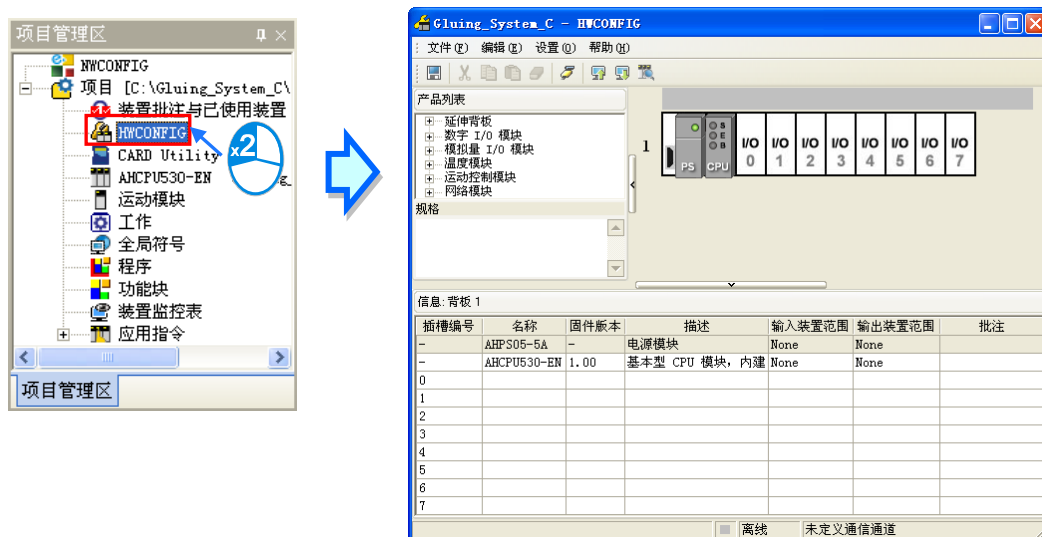 项目管理区
NWCONFIG
项目 [C:\Gluing_System_C\
装置批注与已使用装置
HWCONFIG
CARD Utility
AHCPU530-EN
运动模块
工作
全局符号
程序
功能块
装置监控表
应用指令
项目管理区
x2
Gluing_System_C - HWCONFIG
文件(F) 编辑(E) 设置(O) 帮助(H)
产品列表
延伸背板
数字 I/O 模块
模拟量 I/O 模块
温度模块
运动控制模块
网络模块
规格
1
PS CPU I/O 0 I/O 1 I/O 2 I/O 3 I/O 4 I/O 5 I/O 6 I/O 7
S
E
B
信息: 背板 1
插槽编号 名称 固件版本 描述 输入装置范围 输出装置范围 批注
- AHPS05-5A - 电源模块 None None
- AHCPU530-EN 1.00 基本型 CPU 模块, 内建 None None
0
1
2
3
4
5
6
7
离线 未定义通信通道